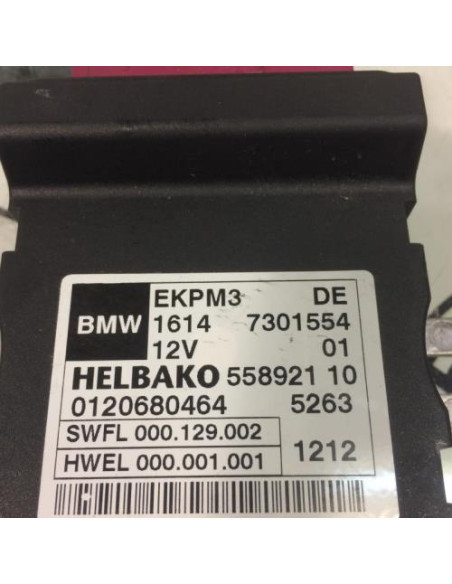 EKPM3 DE
BMW 1614 7301554
12V 01
HELBAKO 558921 10
0120680464 5263
SWFL 000.129.002
HWEL 000.001.001 1212